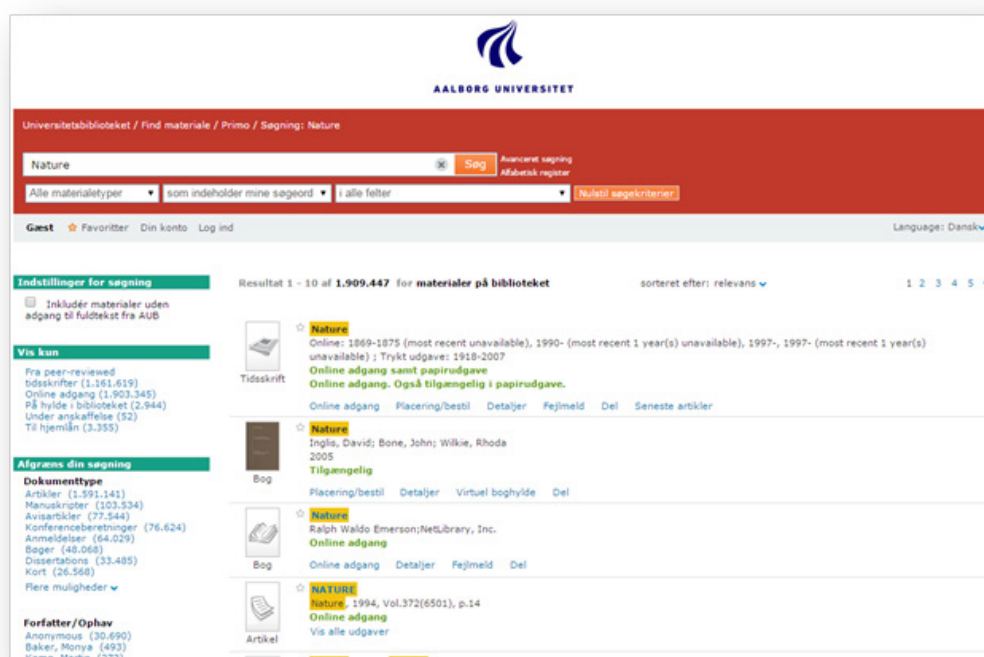 AALBORG UNIVERSITET
Universitetsbiblioteket / Find materiale / Primo / Søgning: Nature
Nature
Søg
Avanceret søgning
Alfabetisk register
Alle materialetyper
som indeholder mine søgeord
i alle felter
Nulstil søgekriterier
Gæst Favoritter Din konto Log ind
Language: Dansk
Indstillinger for søgning
Inkludér materialer uden
adgang til fuldtekst fra AUB
Vis kun
Fra peer-reviewed
tidsskrifter (1.161.619)
Online adgang (1.903.345)
På hylde i biblioteket (2.944)
Under anskaffelse (52)
Til hjemlån (3.355)
Afgræns din søgning
Dokumenttype
Artikler (1.591.141)
Manuskripter (103.534)
Avisartikler (77.544)
Konferenceberetninger (76.624)
Anmeldelser (64.029)
Bøger (48.068)
Dissertations (33.485)
Kort (26.568)
Flere muligheder
Forfatter/Ophav
Anonymous (30.690)
Baker, Monya (493)
Resultat 1 - 10 af 1.909.447 for materialer på biblioteket
sorteret efter: relevans
1 2 3 4 5
Tidsskrift
Nature
Online: 1869-1875 (most recent unavailable), 1990- (most recent 1 year(s) unavailable), 1997-, 1997- (most recent 1 year(s)
unavailable) ; Trykt udgave: 1918-2007
Online adgang samt papirudgave
Online adgang. Også tilgængelig i papirudgave.
Online adgang Placering/bestil Detaljer Fejlmeld Del Seneste artikler
Bog
Nature
Inglis, David; Bone, John; Wilkie, Rhoda
2005
Tilgængelig
Placering/bestil Detaljer Virtuel boghylde Del
Bog
Nature
Ralph Waldo Emerson;NetLibrary, Inc.
Online adgang
Online adgang Detaljer Fejlmeld Del
Artikel
NATURE
Nature, 1994, Vol.372(6501), p.14
Online adgang
Vis alle udgaver